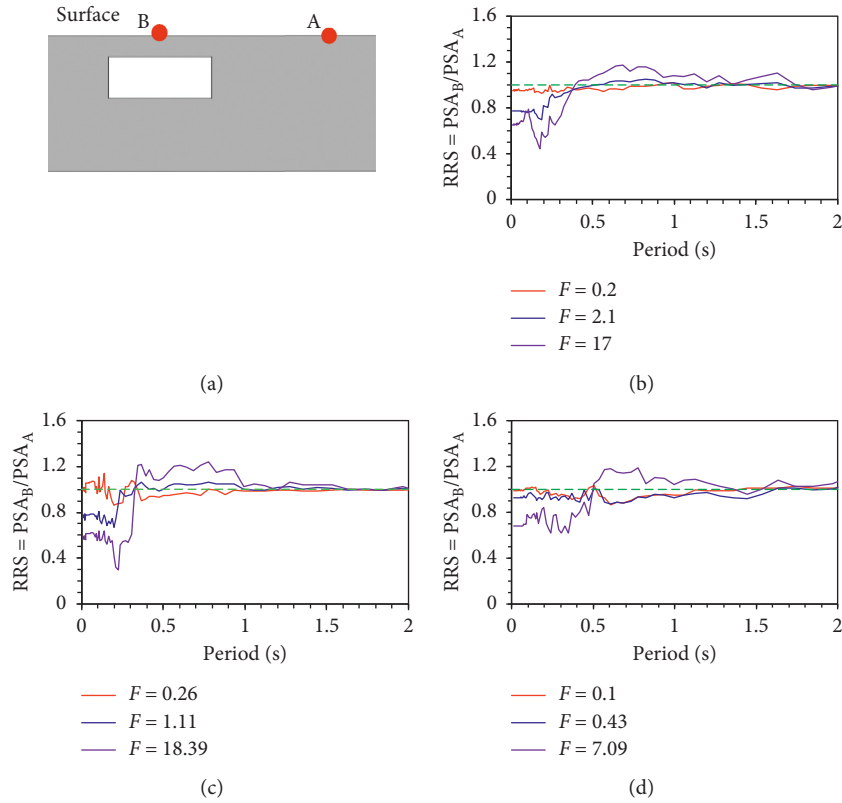 Surface
B
A
(a)
1.6
1.2
0.8
0.4
0
RRS = PSA_B/PSA_A
0 0.5 1 1.5 2
Period (s)
F = 0.2
F = 2.1
F = 17
(b)
1.6
1.2
0.8
0.4
0
RRS = PSA_B/PSA_A
0 0.5 1 1.5 2
Period (s)
F = 0.26
F = 1.11
F = 18.39
(c)
1.6
1.2
0.8
0.4
0
RRS = PSA_B/PSA_A
0 0.5 1 1.5 2
Period (s)
F = 0.1
F = 0.43
F = 7.09
(d)